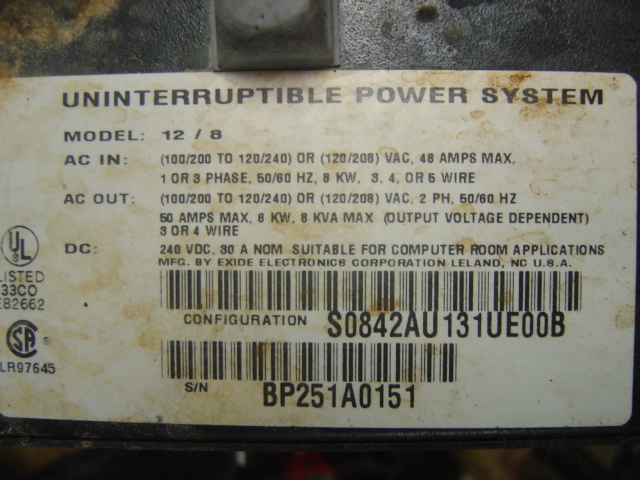 UNINTERRUPTIBLE POWER SYSTEM
MODEL: 12 / 8
AC IN: (100/200 TO 120/240) OR (120/208) VAC, 48 AMPS MAX,
1 OR 3 PHASE, 50/60 HZ, 8 KW, 3, 4, OR 5 WIRE
AC OUT: (100/200 TO 120/240) OR (120/208) VAC, 2 PH, 50/60 HZ
50 AMPS MAX, 6 KW, 8 KVA MAX (OUTPUT VOLTAGE DEPENDENT)
3 OR 4 WIRE
DC: 240 VDC, 30 A NOM SUITABLE FOR COMPUTER ROOM APPLICATIONS
MFG. BY EXIDE ELECTRONICS CORPORATION LELAND, NC U.S.A.
UL
LISTED
33CO
E82662
CONFIGURATION S0842AU131UE00B
SA
LR97645
S/N BP251A0151